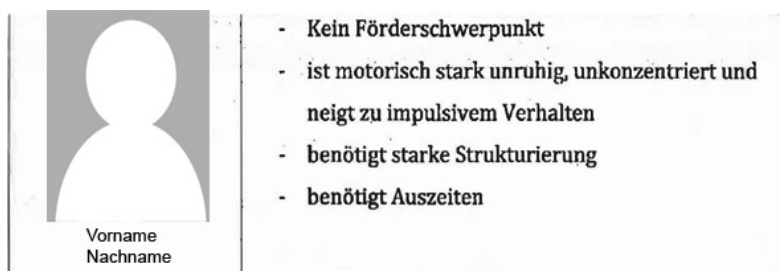 - Kein Förderschwerpunkt
- ist motorisch stark unruhig, unkonzentriert und
neigt zu impulsivem Verhalten
- benötigt starke Strukturierung
- benötigt Auszeiten
Vorname
Nachname